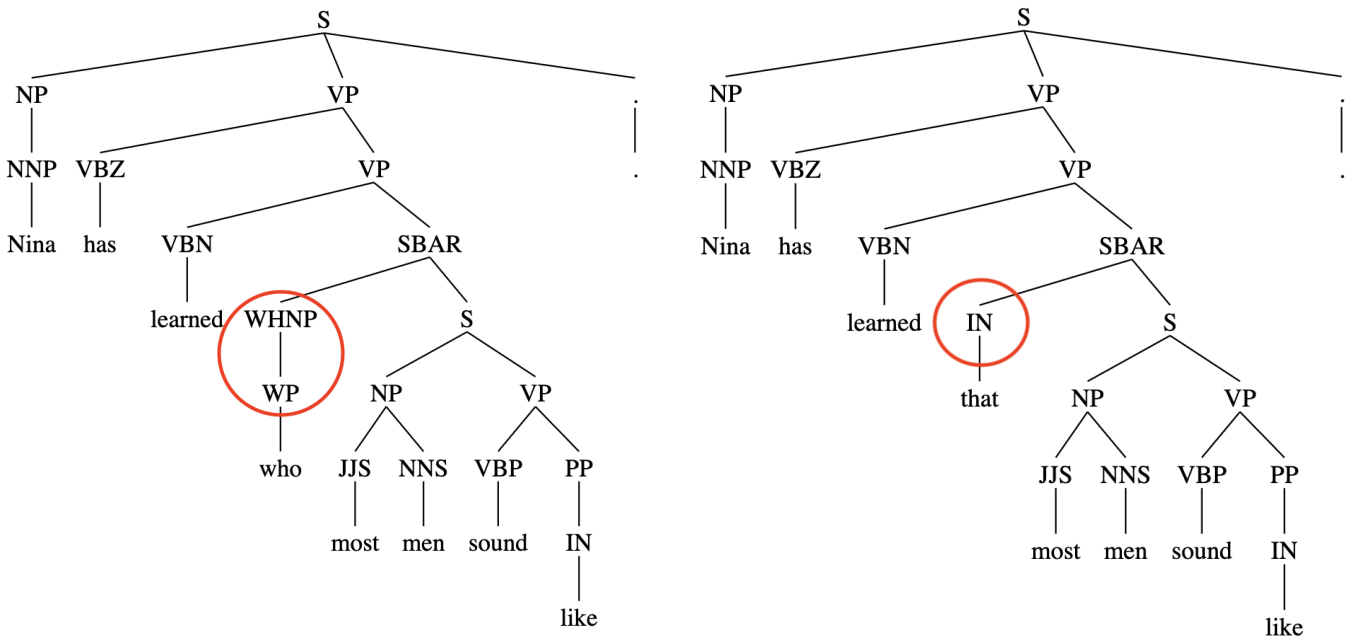 S S
NP VP . NP VP .
NNP VBZ VP . NNP VBZ VP .
Nina has VBN SBAR Nina has VBN SBAR
learned WHNP S learned IN S
WP NP VP that NP VP
who JJS NNS VBP PP JJS NNS VBP PP
most men sound IN most men sound IN
like like